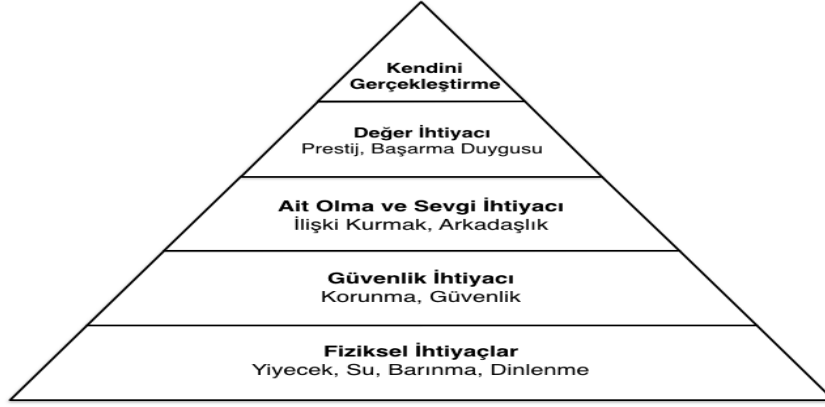 Kendini
Gerçekleştirme
Değer İhtiyacı
Prestij, Başarma Duygusu
Ait Olma ve Sevgi İhtiyacı
İlişki Kurmak, Arkadaşlık
Güvenlik İhtiyacı
Korunma, Güvenlik
Fiziksel İhtiyaçlar
Yiyecek, Su, Barınma, Dinlenme